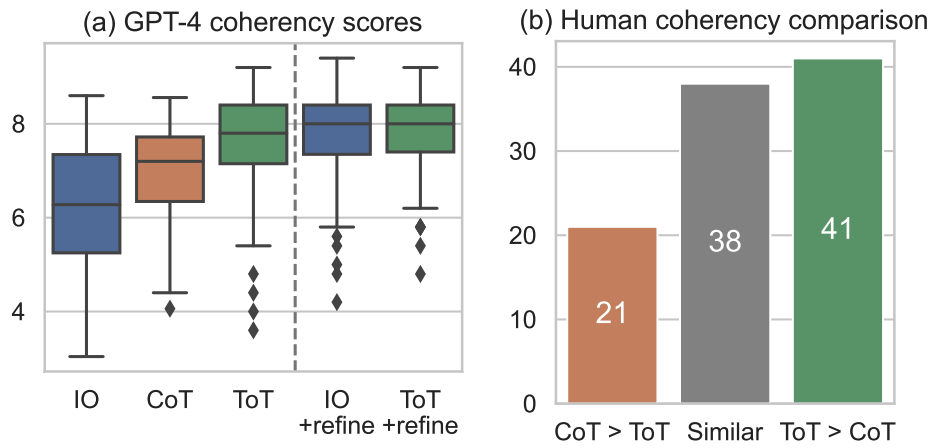 (a) GPT-4 coherency scores
8
6
4
IO
CoT
ToT
IO
+refine
ToT
+refine
(b) Human coherency comparison
40
30
20
10
0
21
38
41
CoT > ToT
Similar
ToT > CoT